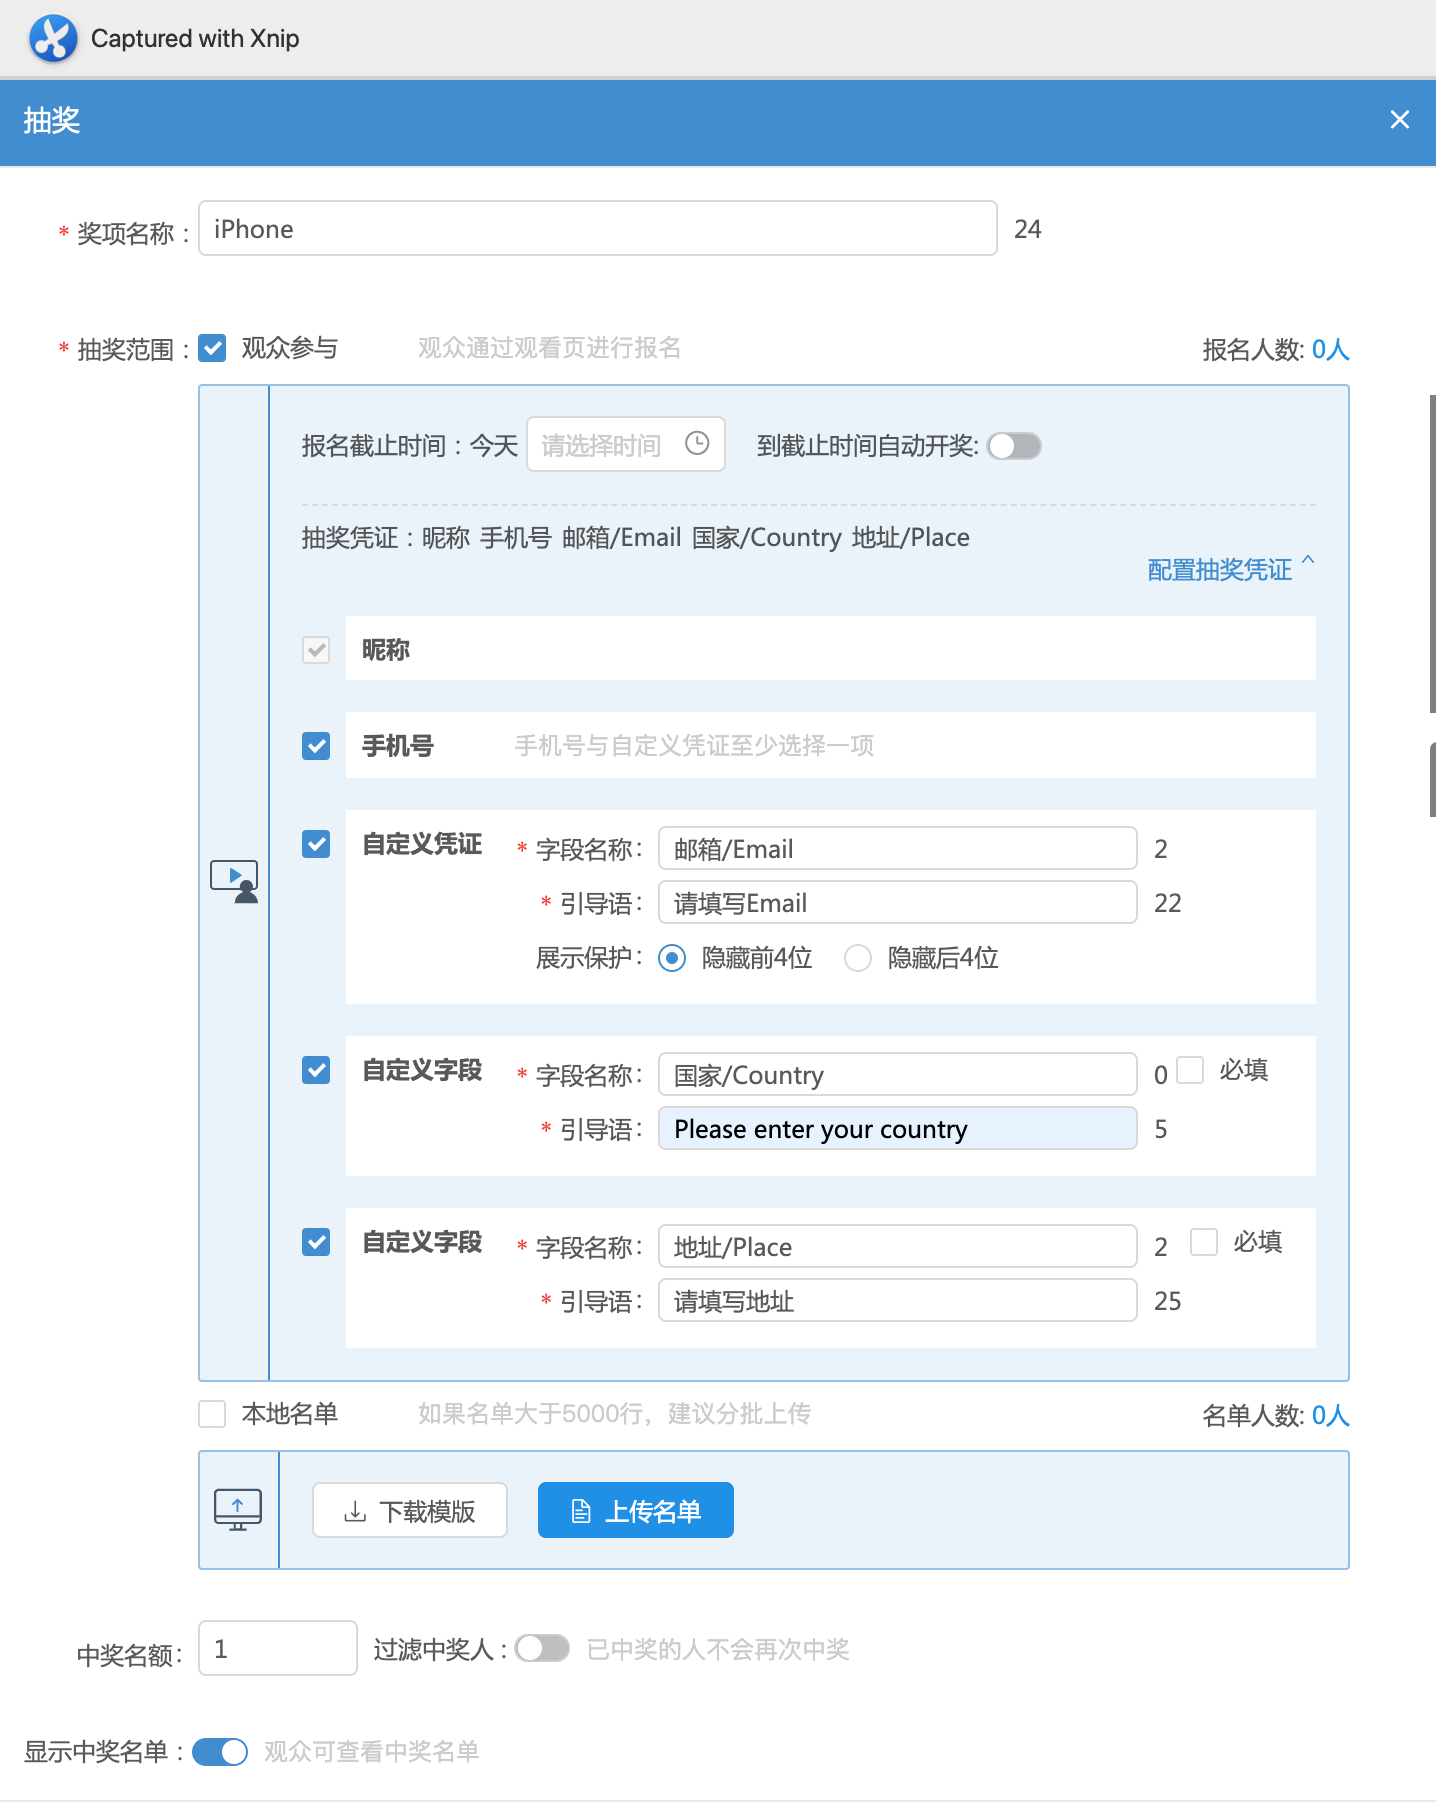 Captured with Xnip
抽奖
* 奖项名称 : iPhone 24
* 抽奖范围 : 观众参与 观众通过观看页进行报名 报名人数: 0人
报名截止时间 : 今天 请选择时间 到截止时间自动开奖:
抽奖凭证 : 昵称 手机号 邮箱/Email 国家/Country 地址/Place
配置抽奖凭证
昵称
手机号 手机号与自定义凭证至少选择一项
自定义凭证 * 字段名称: 邮箱/Email 2
* 引导语: 请填写Email 22
展示保护: 隐藏前4位 隐藏后4位
自定义字段 * 字段名称: 国家/Country 0 必填
* 引导语: Please enter your country 5
自定义字段 * 字段名称: 地址/Place 2 必填
* 引导语: 请填写地址 25
本地名单 如果名单大于5000行，建议分批上传 名单人数: 0人
下载模版 上传名单
中奖名额: 1 过滤中奖人 : 已中奖的人不会再次中奖
显示中奖名单 : 观众可查看中奖名单